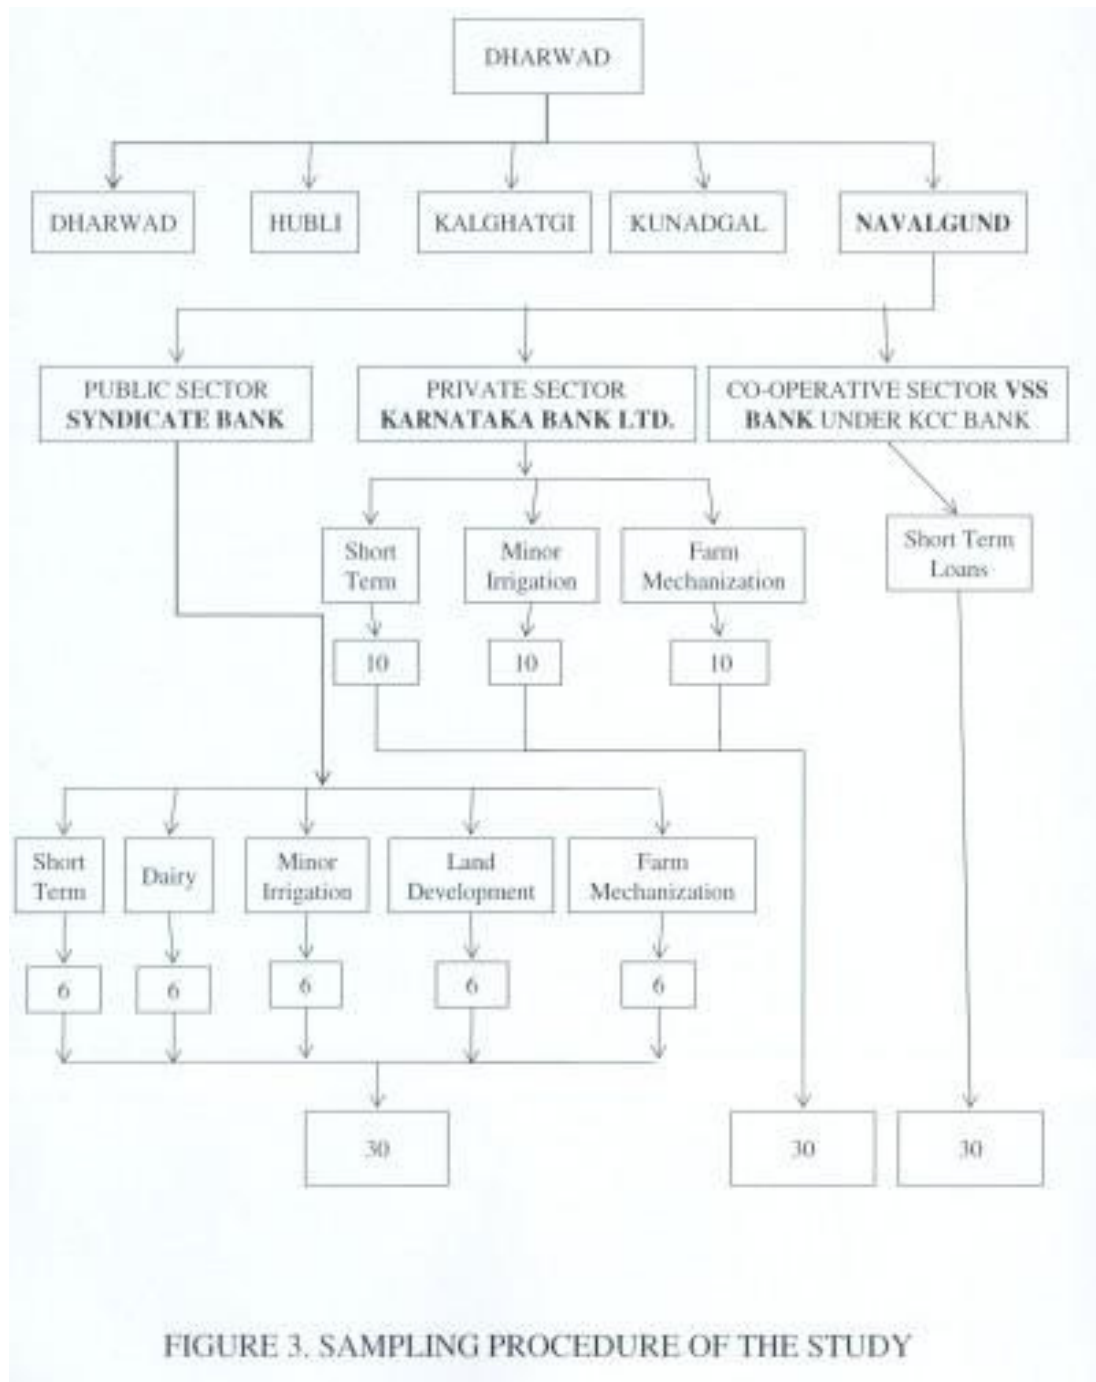 DHARWAD
DHARWAD
HUBLI
KALGHATGI
KUNADGAL
NAVALGUND
PUBLIC SECTOR
SYNDICATE BANK
PRIVATE SECTOR
KARNATAKA BANK LTD.
CO-OPERATIVE SECTOR VSS
BANK UNDER KCC BANK
Short
Term
Minor
Irrigation
Farm
Mechanization
Short Term
Loans
10
10
10
Short
Term
Dairy
Minor
Irrigation
Land
Development
Farm
Mechanization
6
6
6
6
6
30
30
30
FIGURE 3. SAMPLING PROCEDURE OF THE STUDY